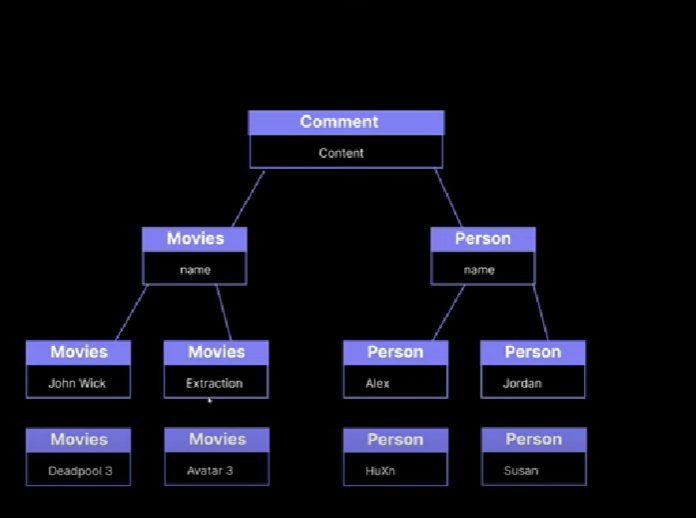 Comment
Content
Movies
name
Person
name
Movies
John Wick
Movies
Extraction
Person
Alex
Person
Jordan
Movies
Deadpool 3
Movies
Avatar 3
Person
HuXn
Person
Susan